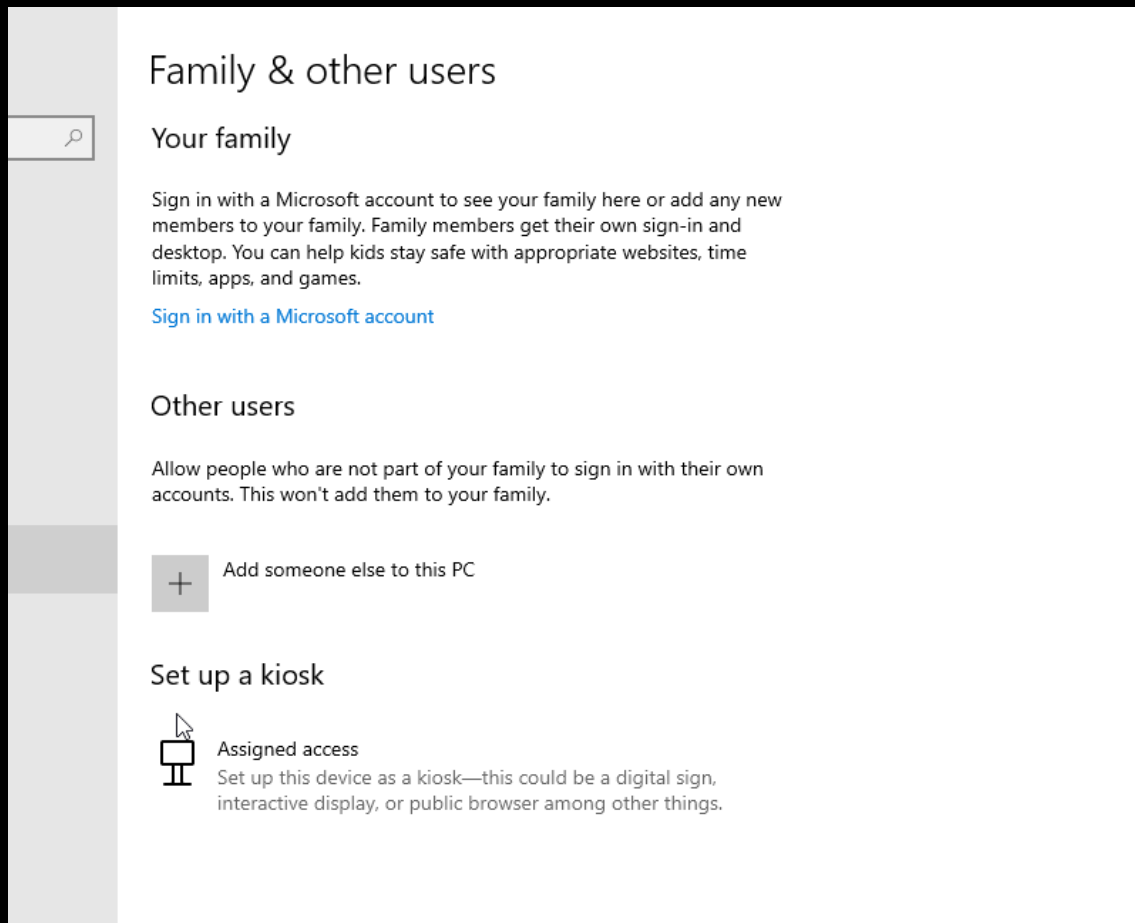 Family & other users
Your family
Sign in with a Microsoft account to see your family here or add any new
members to your family. Family members get their own sign-in and
desktop. You can help kids stay safe with appropriate websites, time
limits, apps, and games.
Sign in with a Microsoft account
Other users
Allow people who are not part of your family to sign in with their own
accounts. This won't add them to your family.
Add someone else to this PC
Set up a kiosk
Assigned access
Set up this device as a kiosk—this could be a digital sign,
interactive display, or public browser among other things.